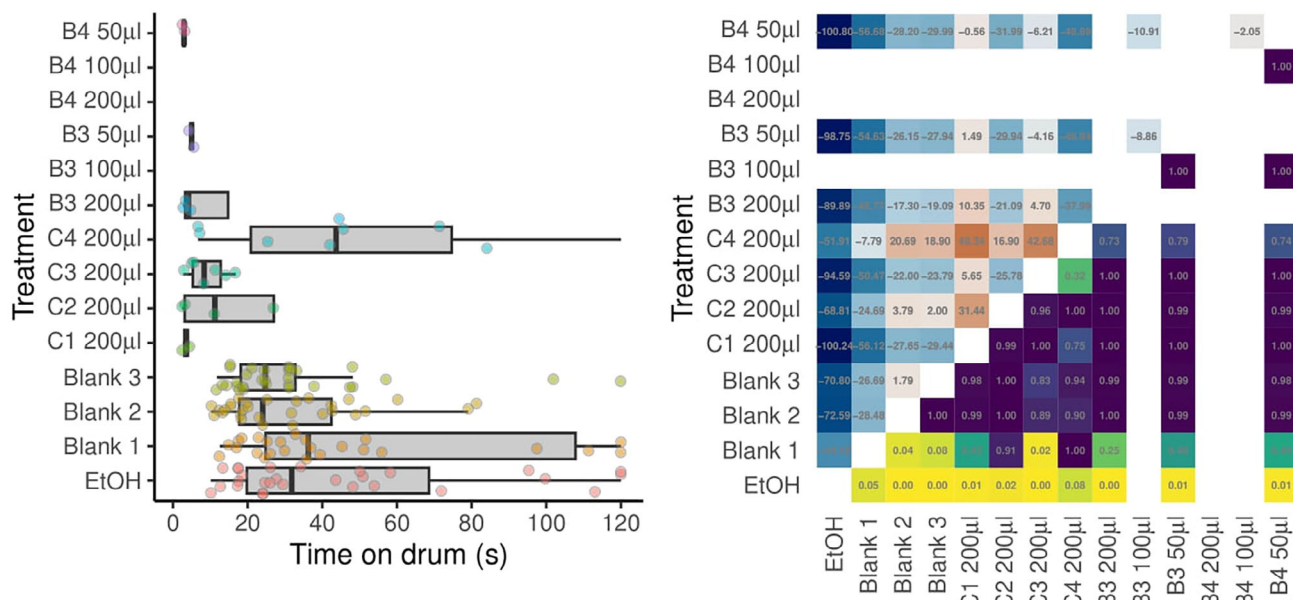 B4 50µl
B4 100µl
B4 200µl
B3 50µl
B3 100µl
B3 200µl
C4 200µl
C3 200µl
C2 200µl
C1 200µl
Blank 3
Blank 2
Blank 1
EtOH
Treatment
0 20 40 60 80 100 120
Time on drum (s)
B4 50µl −100.80 −56.68 −28.20 −29.99 −0.56 −31.99 −6.21 −10.91 −2.05
B4 100µl 1.00
B4 200µl
B3 50µl −98.75 −54.63 −26.15 −27.94 1.49 −29.94 −4.16 −8.86
B3 100µl 1.00 1.00
B3 200µl −89.89 −17.30 −19.09 10.35 −21.09 4.70
C4 200µl −51.91 −7.79 20.69 18.90 16.90 42.68 0.73 0.79 0.74
C3 200µl −94.59 −50.47 −22.00 −23.79 5.65 −25.78 0.32 1.00 1.00 1.00
C2 200µl −68.81 −24.69 3.79 2.00 31.44 0.96 1.00 1.00 0.99 0.99
C1 200µl −100.24 −56.12 −27.65 −29.44 0.99 1.00 0.75 1.00 1.00 1.00
Blank 3 −70.80 −26.69 1.79 0.98 1.00 0.83 0.94 0.99 0.99 0.98
Blank 2 −72.59 −28.48 1.00 0.99 1.00 0.89 0.90 1.00 0.99 0.99
Blank 1 0.04 0.08 0.91 0.02 1.00 0.25
EtOH 0.05 0.00 0.00 0.01 0.02 0.00 0.08 0.00 0.01 0.01
Treatment
EtOH
Blank 1
Blank 2
Blank 3
C1 200µl
C2 200µl
C3 200µl
C4 200µl
B3 200µl
B3 100µl
B3 50µl
B4 200µl
B4 100µl
B4 50µl